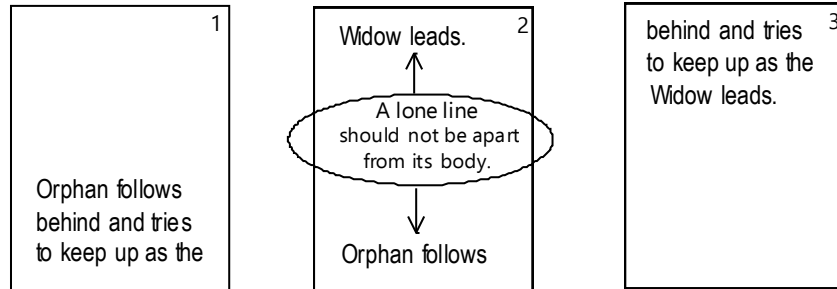 1
Orphan follows
behind and tries
to keep up as the
2
Widow leads.
A lone line
should not be apart
from its body.
Orphan follows
3
behind and tries
to keep up as the
Widow leads.